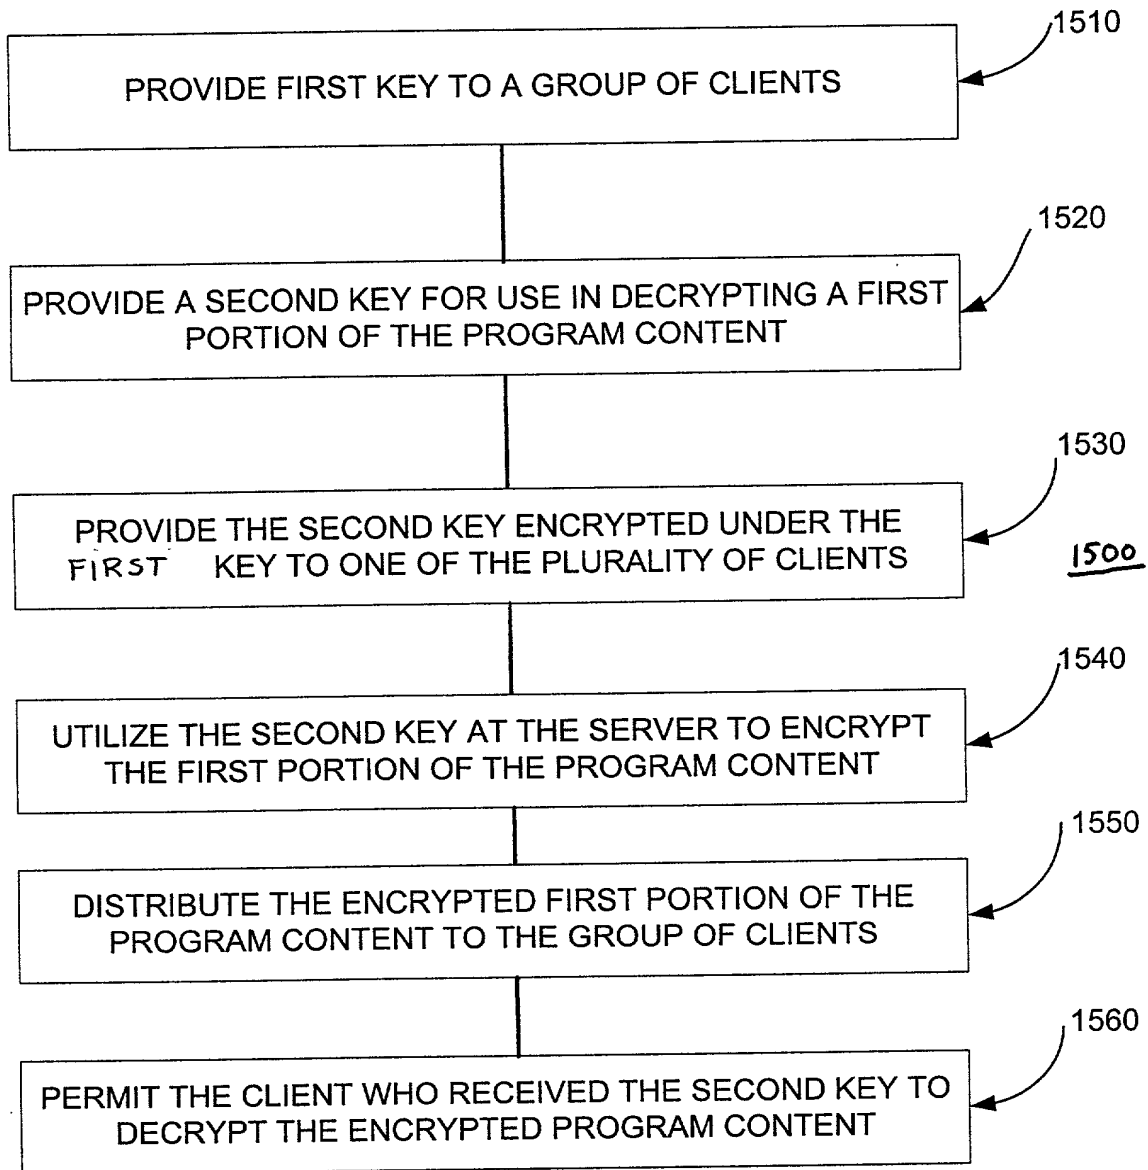 1510
PROVIDE FIRST KEY TO A GROUP OF CLIENTS
1520
PROVIDE A SECOND KEY FOR USE IN DECRYPTING A FIRST
PORTION OF THE PROGRAM CONTENT
1530
PROVIDE THE SECOND KEY ENCRYPTED UNDER THE
FIRST KEY TO ONE OF THE PLURALITY OF CLIENTS
1500
1540
UTILIZE THE SECOND KEY AT THE SERVER TO ENCRYPT
THE FIRST PORTION OF THE PROGRAM CONTENT
1550
DISTRIBUTE THE ENCRYPTED FIRST PORTION OF THE
PROGRAM CONTENT TO THE GROUP OF CLIENTS
1560
PERMIT THE CLIENT WHO RECEIVED THE SECOND KEY TO
DECRYPT THE ENCRYPTED PROGRAM CONTENT